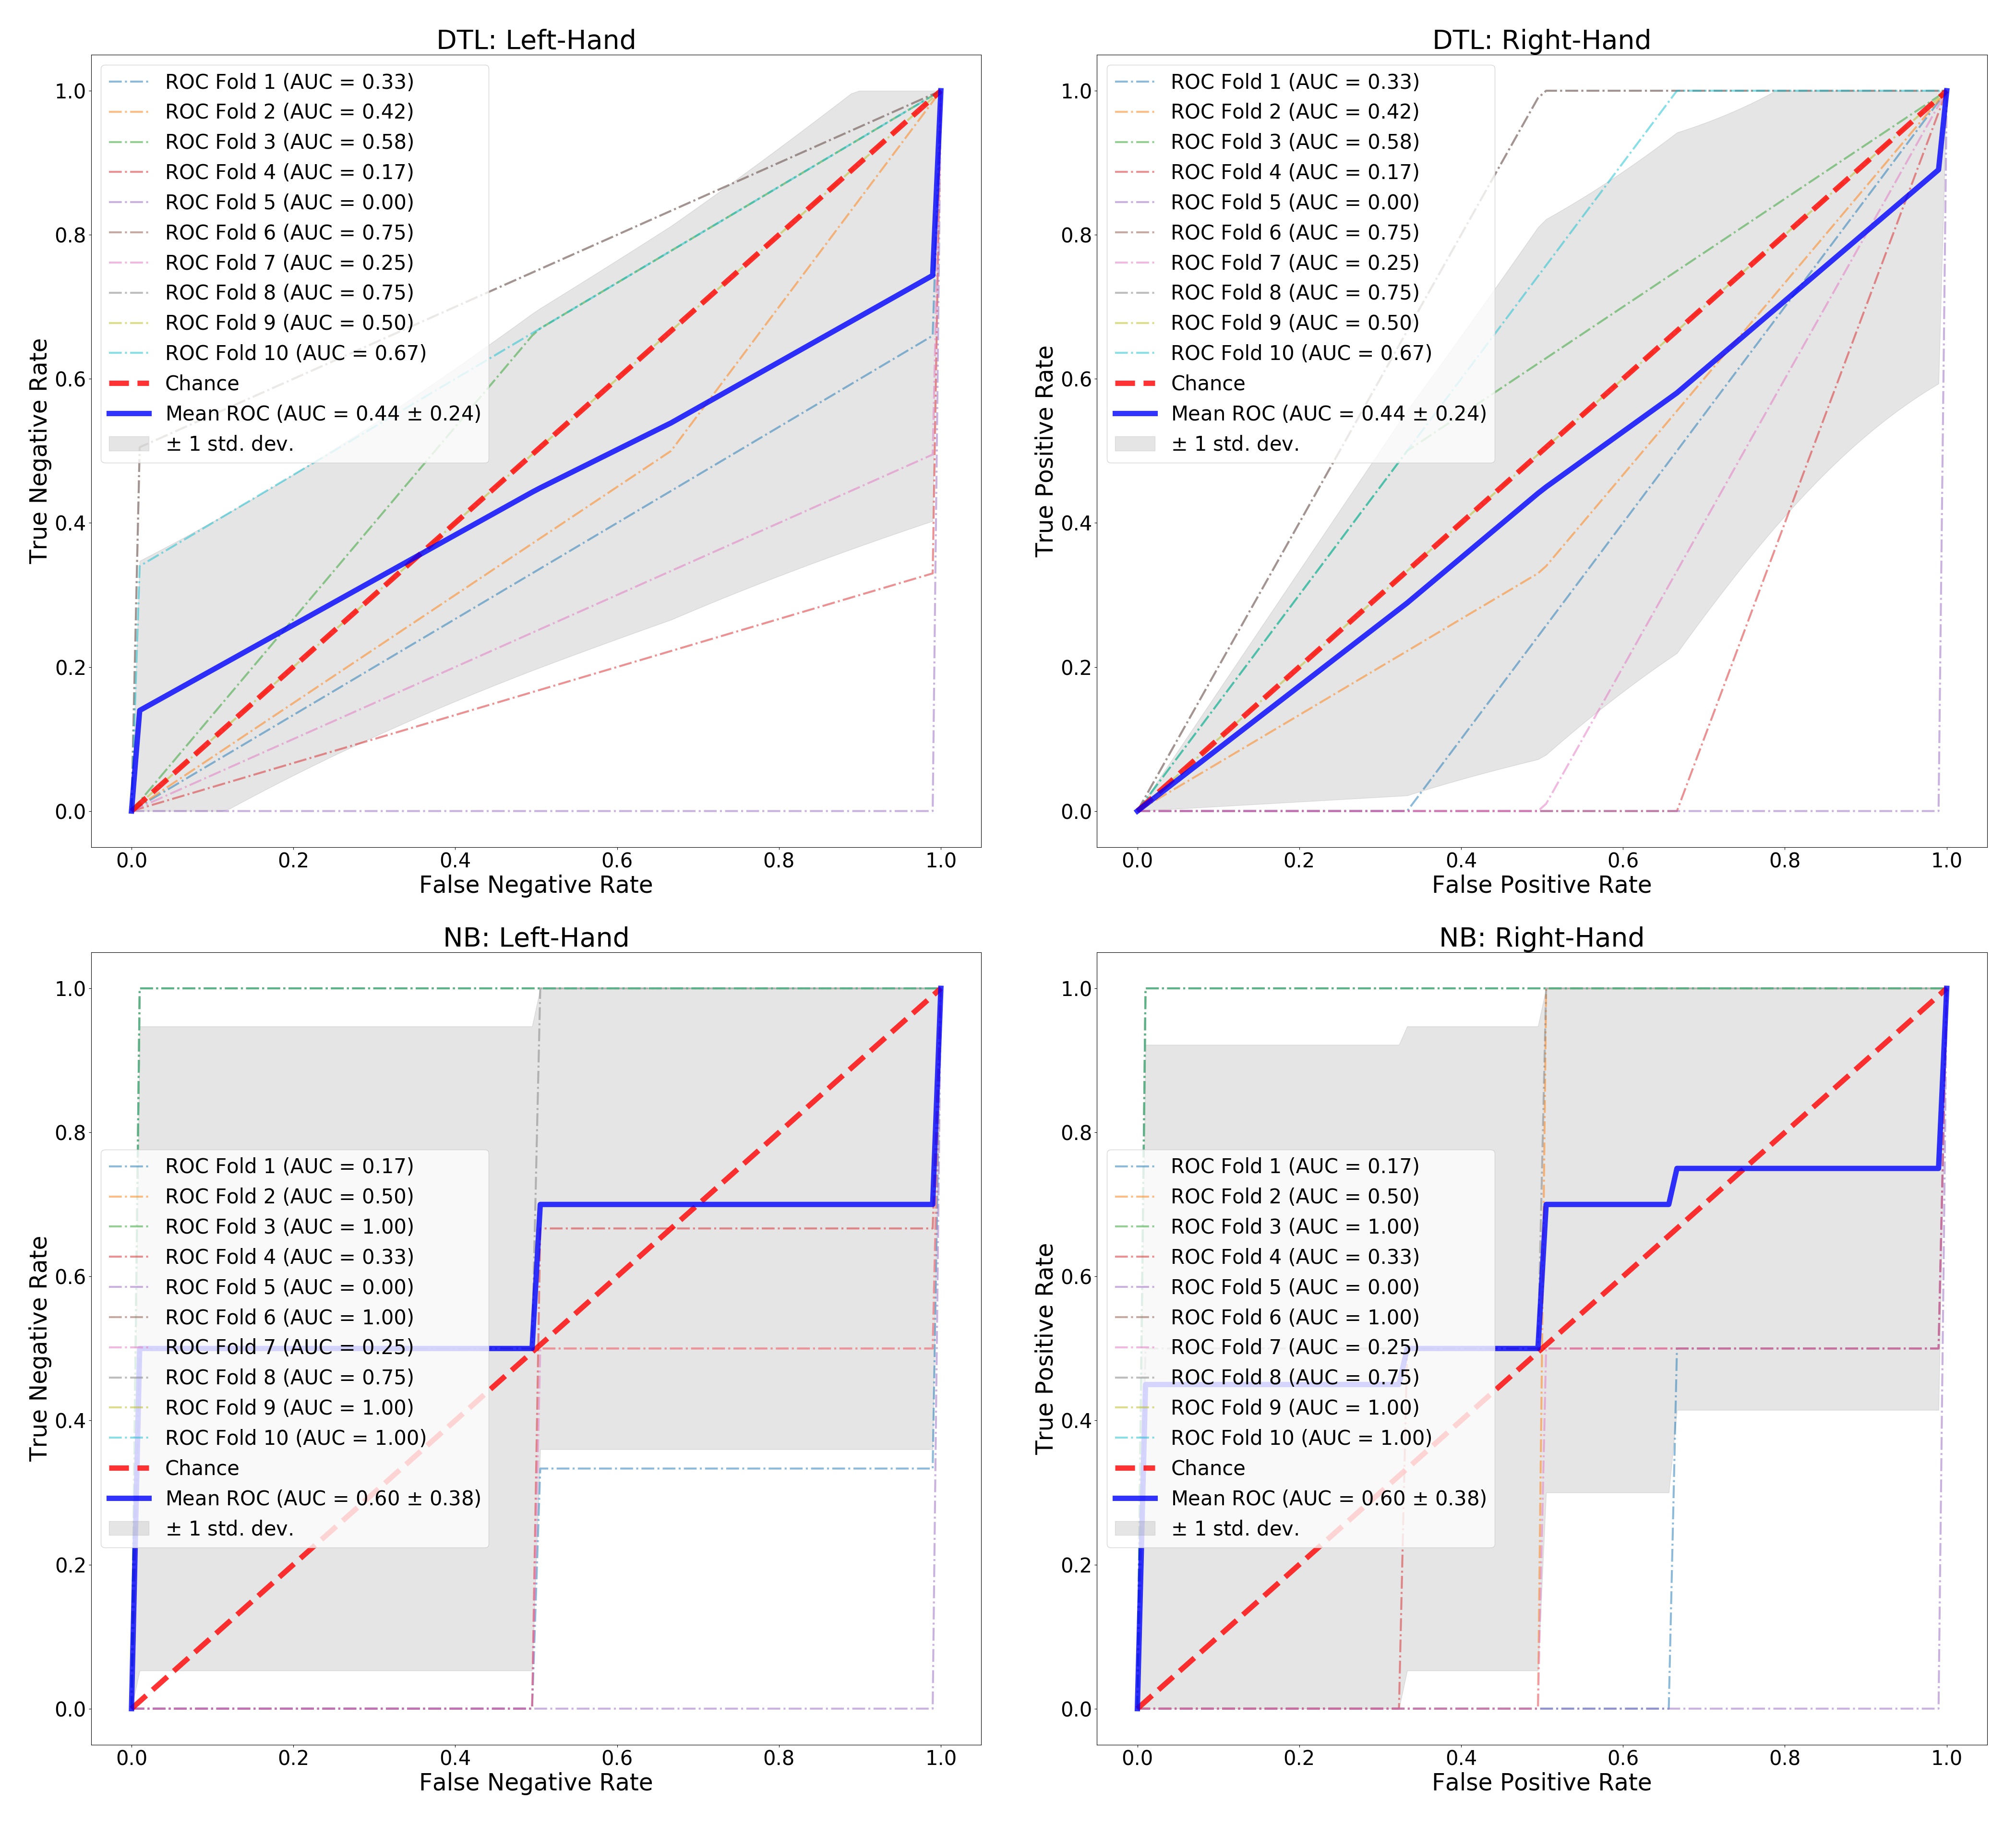 DTL: Left-Hand
True Negative Rate
1.0
0.8
0.6
0.4
0.2
0.0
ROC Fold 1 (AUC = 0.33)
ROC Fold 2 (AUC = 0.42)
ROC Fold 3 (AUC = 0.58)
ROC Fold 4 (AUC = 0.17)
ROC Fold 5 (AUC = 0.00)
ROC Fold 6 (AUC = 0.75)
ROC Fold 7 (AUC = 0.25)
ROC Fold 8 (AUC = 0.75)
ROC Fold 9 (AUC = 0.50)
ROC Fold 10 (AUC = 0.67)
Chance
Mean ROC (AUC = 0.44 ± 0.24)
± 1 std. dev.
0.0 0.2 0.4 0.6 0.8 1.0
False Negative Rate
DTL: Right-Hand
True Positive Rate
1.0
0.8
0.6
0.4
0.2
0.0
ROC Fold 1 (AUC = 0.33)
ROC Fold 2 (AUC = 0.42)
ROC Fold 3 (AUC = 0.58)
ROC Fold 4 (AUC = 0.17)
ROC Fold 5 (AUC = 0.00)
ROC Fold 6 (AUC = 0.75)
ROC Fold 7 (AUC = 0.25)
ROC Fold 8 (AUC = 0.75)
ROC Fold 9 (AUC = 0.50)
ROC Fold 10 (AUC = 0.67)
Chance
Mean ROC (AUC = 0.44 ± 0.24)
± 1 std. dev.
0.0 0.2 0.4 0.6 0.8 1.0
False Positive Rate
NB: Left-Hand
True Negative Rate
1.0
0.8
0.6
0.4
0.2
0.0
ROC Fold 1 (AUC = 0.17)
ROC Fold 2 (AUC = 0.50)
ROC Fold 3 (AUC = 1.00)
ROC Fold 4 (AUC = 0.33)
ROC Fold 5 (AUC = 0.00)
ROC Fold 6 (AUC = 1.00)
ROC Fold 7 (AUC = 0.25)
ROC Fold 8 (AUC = 0.75)
ROC Fold 9 (AUC = 1.00)
ROC Fold 10 (AUC = 1.00)
Chance
Mean ROC (AUC = 0.60 ± 0.38)
± 1 std. dev.
0.0 0.2 0.4 0.6 0.8 1.0
False Negative Rate
NB: Right-Hand
True Positive Rate
1.0
0.8
0.6
0.4
0.2
0.0
ROC Fold 1 (AUC = 0.17)
ROC Fold 2 (AUC = 0.50)
ROC Fold 3 (AUC = 1.00)
ROC Fold 4 (AUC = 0.33)
ROC Fold 5 (AUC = 0.00)
ROC Fold 6 (AUC = 1.00)
ROC Fold 7 (AUC = 0.25)
ROC Fold 8 (AUC = 0.75)
ROC Fold 9 (AUC = 1.00)
ROC Fold 10 (AUC = 1.00)
Chance
Mean ROC (AUC = 0.60 ± 0.38)
± 1 std. dev.
0.0 0.2 0.4 0.6 0.8 1.0
False Positive Rate